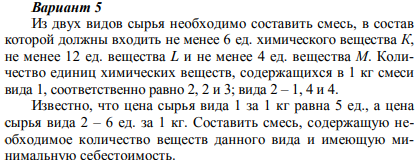 Вариант 5
Из двух видов сырья необходимо составить смесь, в состав
которой должны входить не менее 6 ед. химического вещества K,
не менее 12 ед. вещества L и не менее 4 ед. вещества M. Коли-
чество единиц химических веществ, содержащихся в 1 кг смеси
вида 1, соответственно равно 2, 2 и 3; вида 2 – 1, 4 и 4.
Известно, что цена сырья вида 1 за 1 кг равна 5 ед., а цена
сырья вида 2 – 6 ед. за 1 кг. Составить смесь, содержащую не-
обходимое количество веществ данного вида и имеющую ми-
нимальную себестоимость.